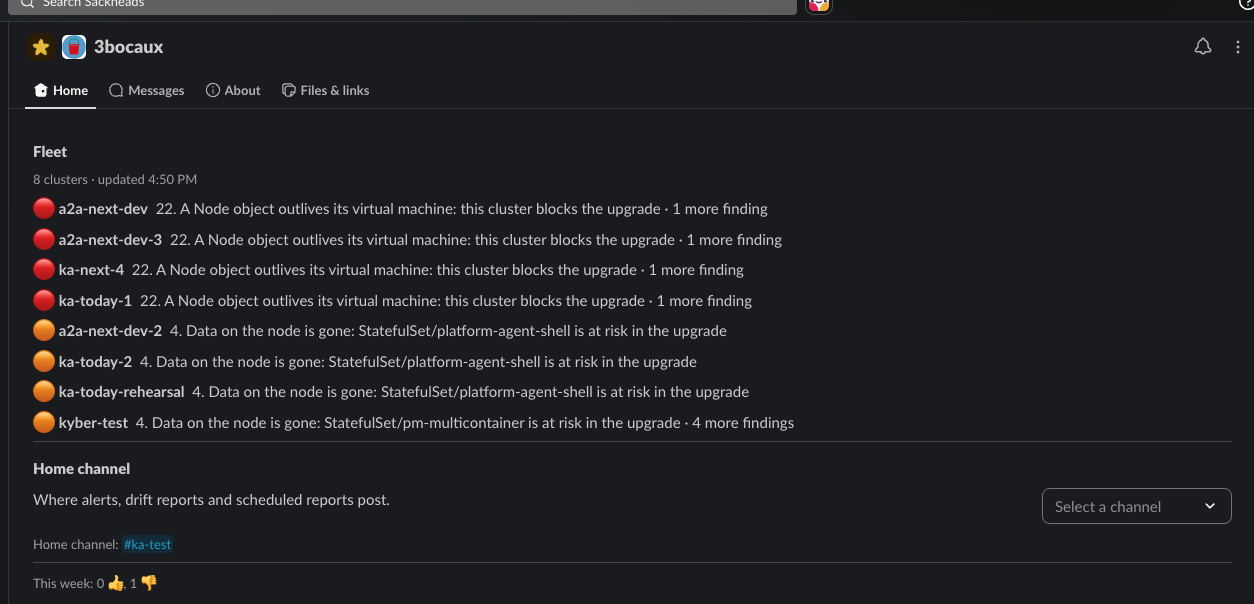 Search Sackheads
3bocaux
Home Messages About Files & links
Fleet
8 clusters · updated 4:50 PM
a2a-next-dev 22. A Node object outlives its virtual machine: this cluster blocks the upgrade · 1 more finding
a2a-next-dev-3 22. A Node object outlives its virtual machine: this cluster blocks the upgrade · 1 more finding
ka-next-4 22. A Node object outlives its virtual machine: this cluster blocks the upgrade · 1 more finding
ka-today-1 22. A Node object outlives its virtual machine: this cluster blocks the upgrade · 1 more finding
a2a-next-dev-2 4. Data on the node is gone: StatefulSet/platform-agent-shell is at risk in the upgrade
ka-today-2 4. Data on the node is gone: StatefulSet/platform-agent-shell is at risk in the upgrade
ka-today-rehearsal 4. Data on the node is gone: StatefulSet/platform-agent-shell is at risk in the upgrade
kyber-test 4. Data on the node is gone: StatefulSet/pm-multicontainer is at risk in the upgrade · 4 more findings
Home channel
Where alerts, drift reports and scheduled reports post.
Select a channel
Home channel: #ka-test
This week: 0 👍, 1 👎